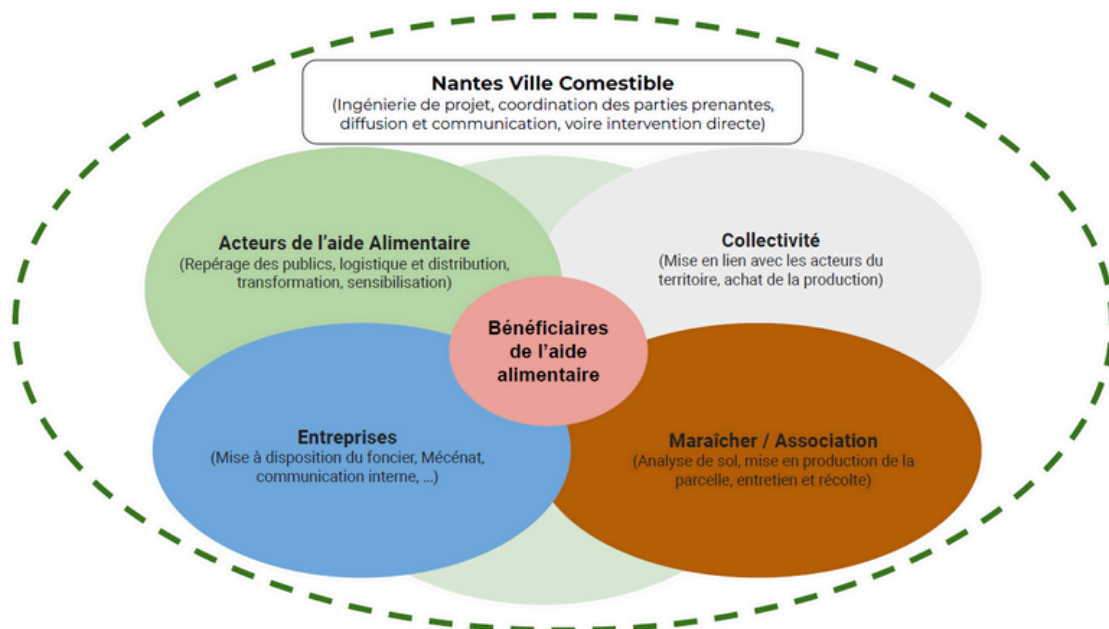 Nantes Ville Comestible
(Ingénierie de projet, coordination des parties prenantes,
diffusion et communication, voire intervention directe)
Acteurs de l'aide Alimentaire
(Repérage des publics, logistique et distribution,
transformation, sensibilisation)
Collectivité
(Mise en lien avec les acteurs du
territoire, achat de la production)
Bénéficiaires
de l'aide
alimentaire
Entreprises
(Mise à disposition du foncier, Mécénat,
communication interne, ...)
Maraîcher / Association
(Analyse de sol, mise en production de la
parcelle, entretien et récolte)